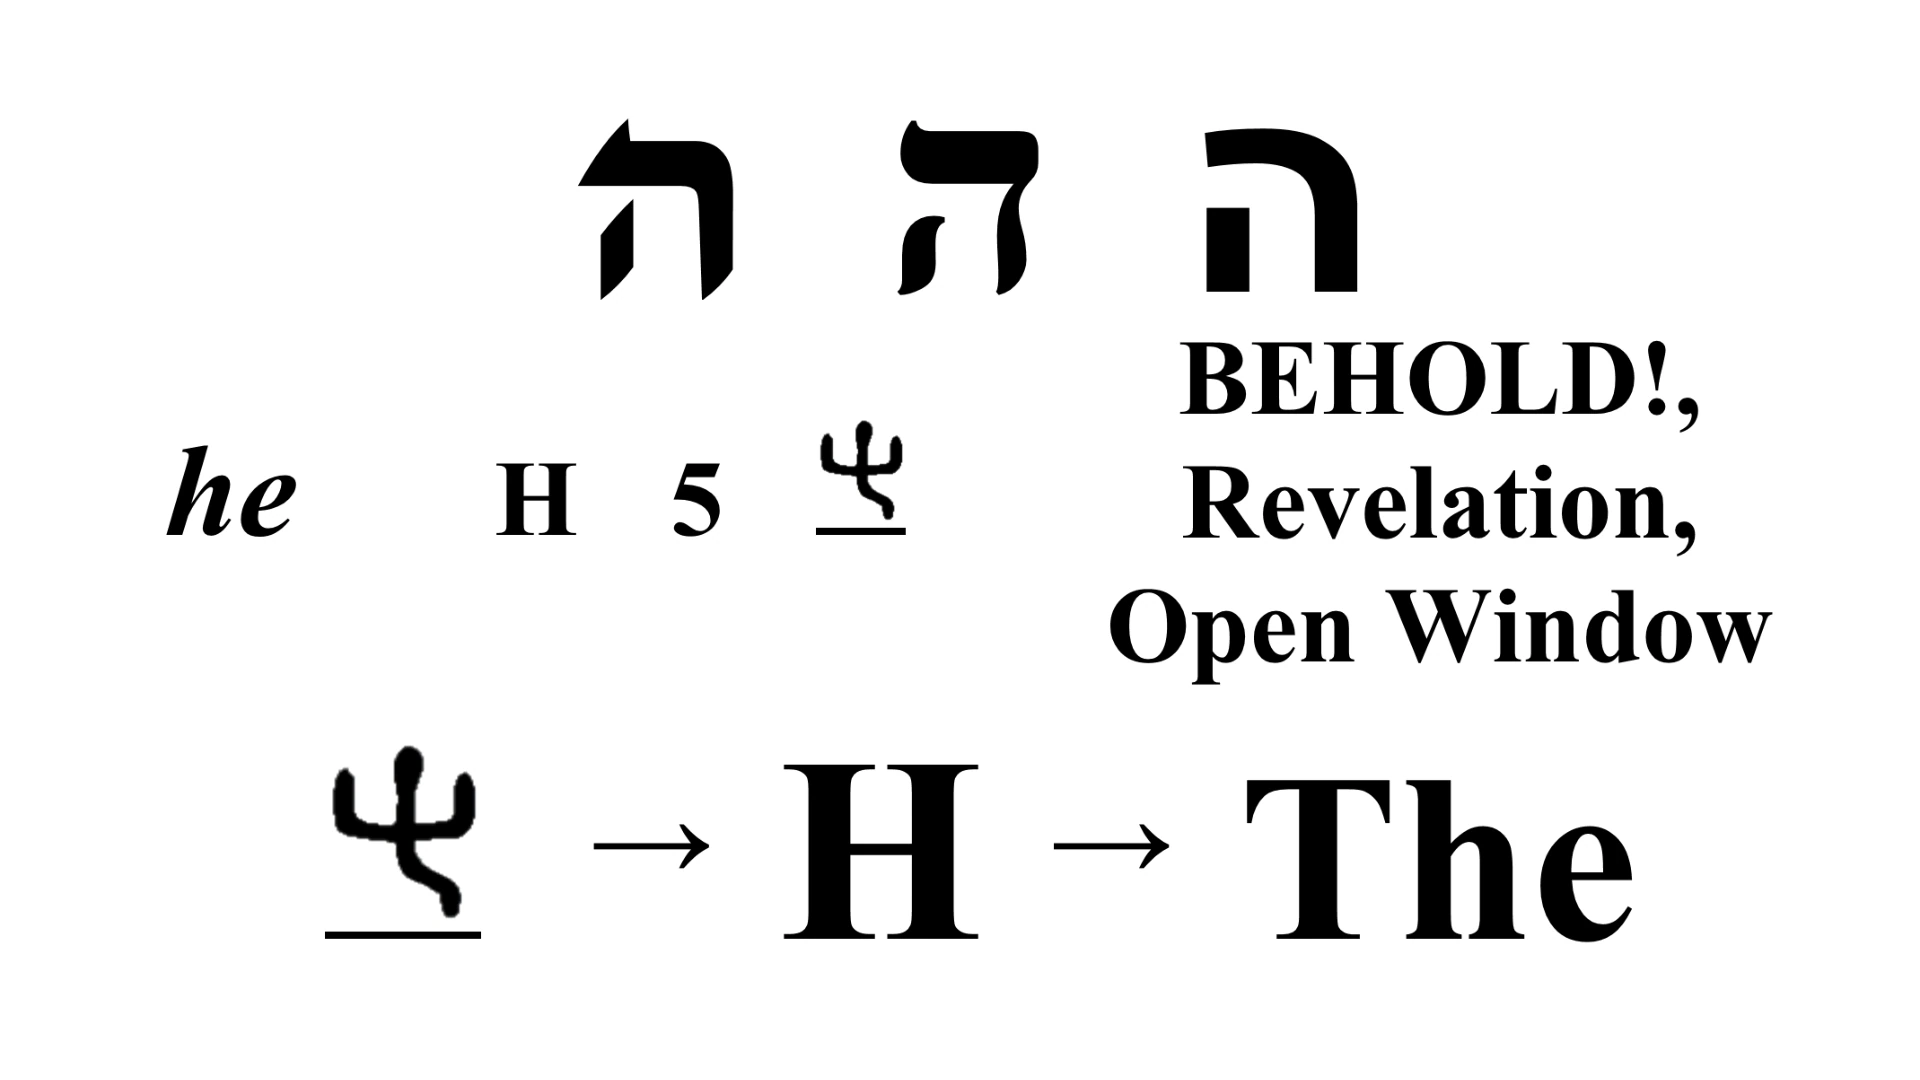 ה ה ה
he H 5
BEHOLD!,
Revelation,
Open Window
→ H → The